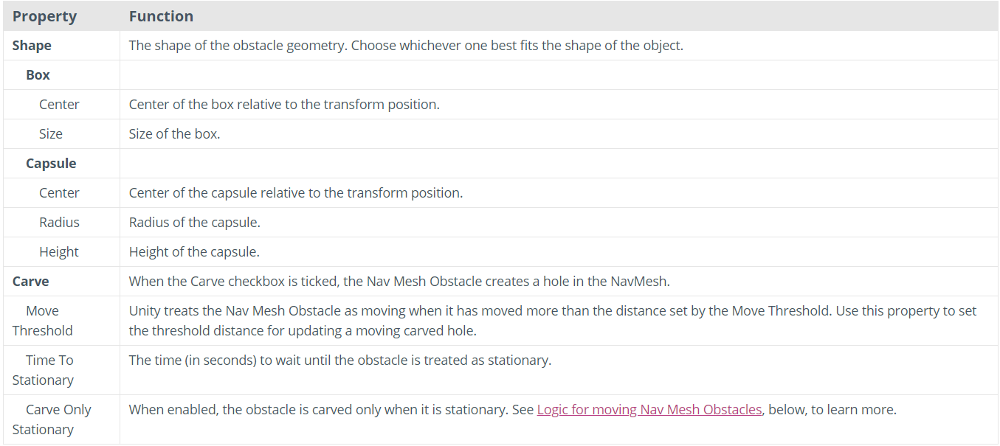 Property Function
Shape The shape of the obstacle geometry. Choose whichever one best fits the shape of the object.
Box
Center Center of the box relative to the transform position.
Size Size of the box.
Capsule
Center Center of the capsule relative to the transform position.
Radius Radius of the capsule.
Height Height of the capsule.
Carve When the Carve checkbox is ticked, the Nav Mesh Obstacle creates a hole in the NavMesh.
Move
Threshold
Unity treats the Nav Mesh Obstacle as moving when it has moved more than the distance set by the Move Threshold. Use this property to set
the threshold distance for updating a moving carved hole.
Time To
Stationary
The time (in seconds) to wait until the obstacle is treated as stationary.
Carve Only
Stationary
When enabled, the obstacle is carved only when it is stationary. See Logic for moving Nav Mesh Obstacles, below, to learn more.